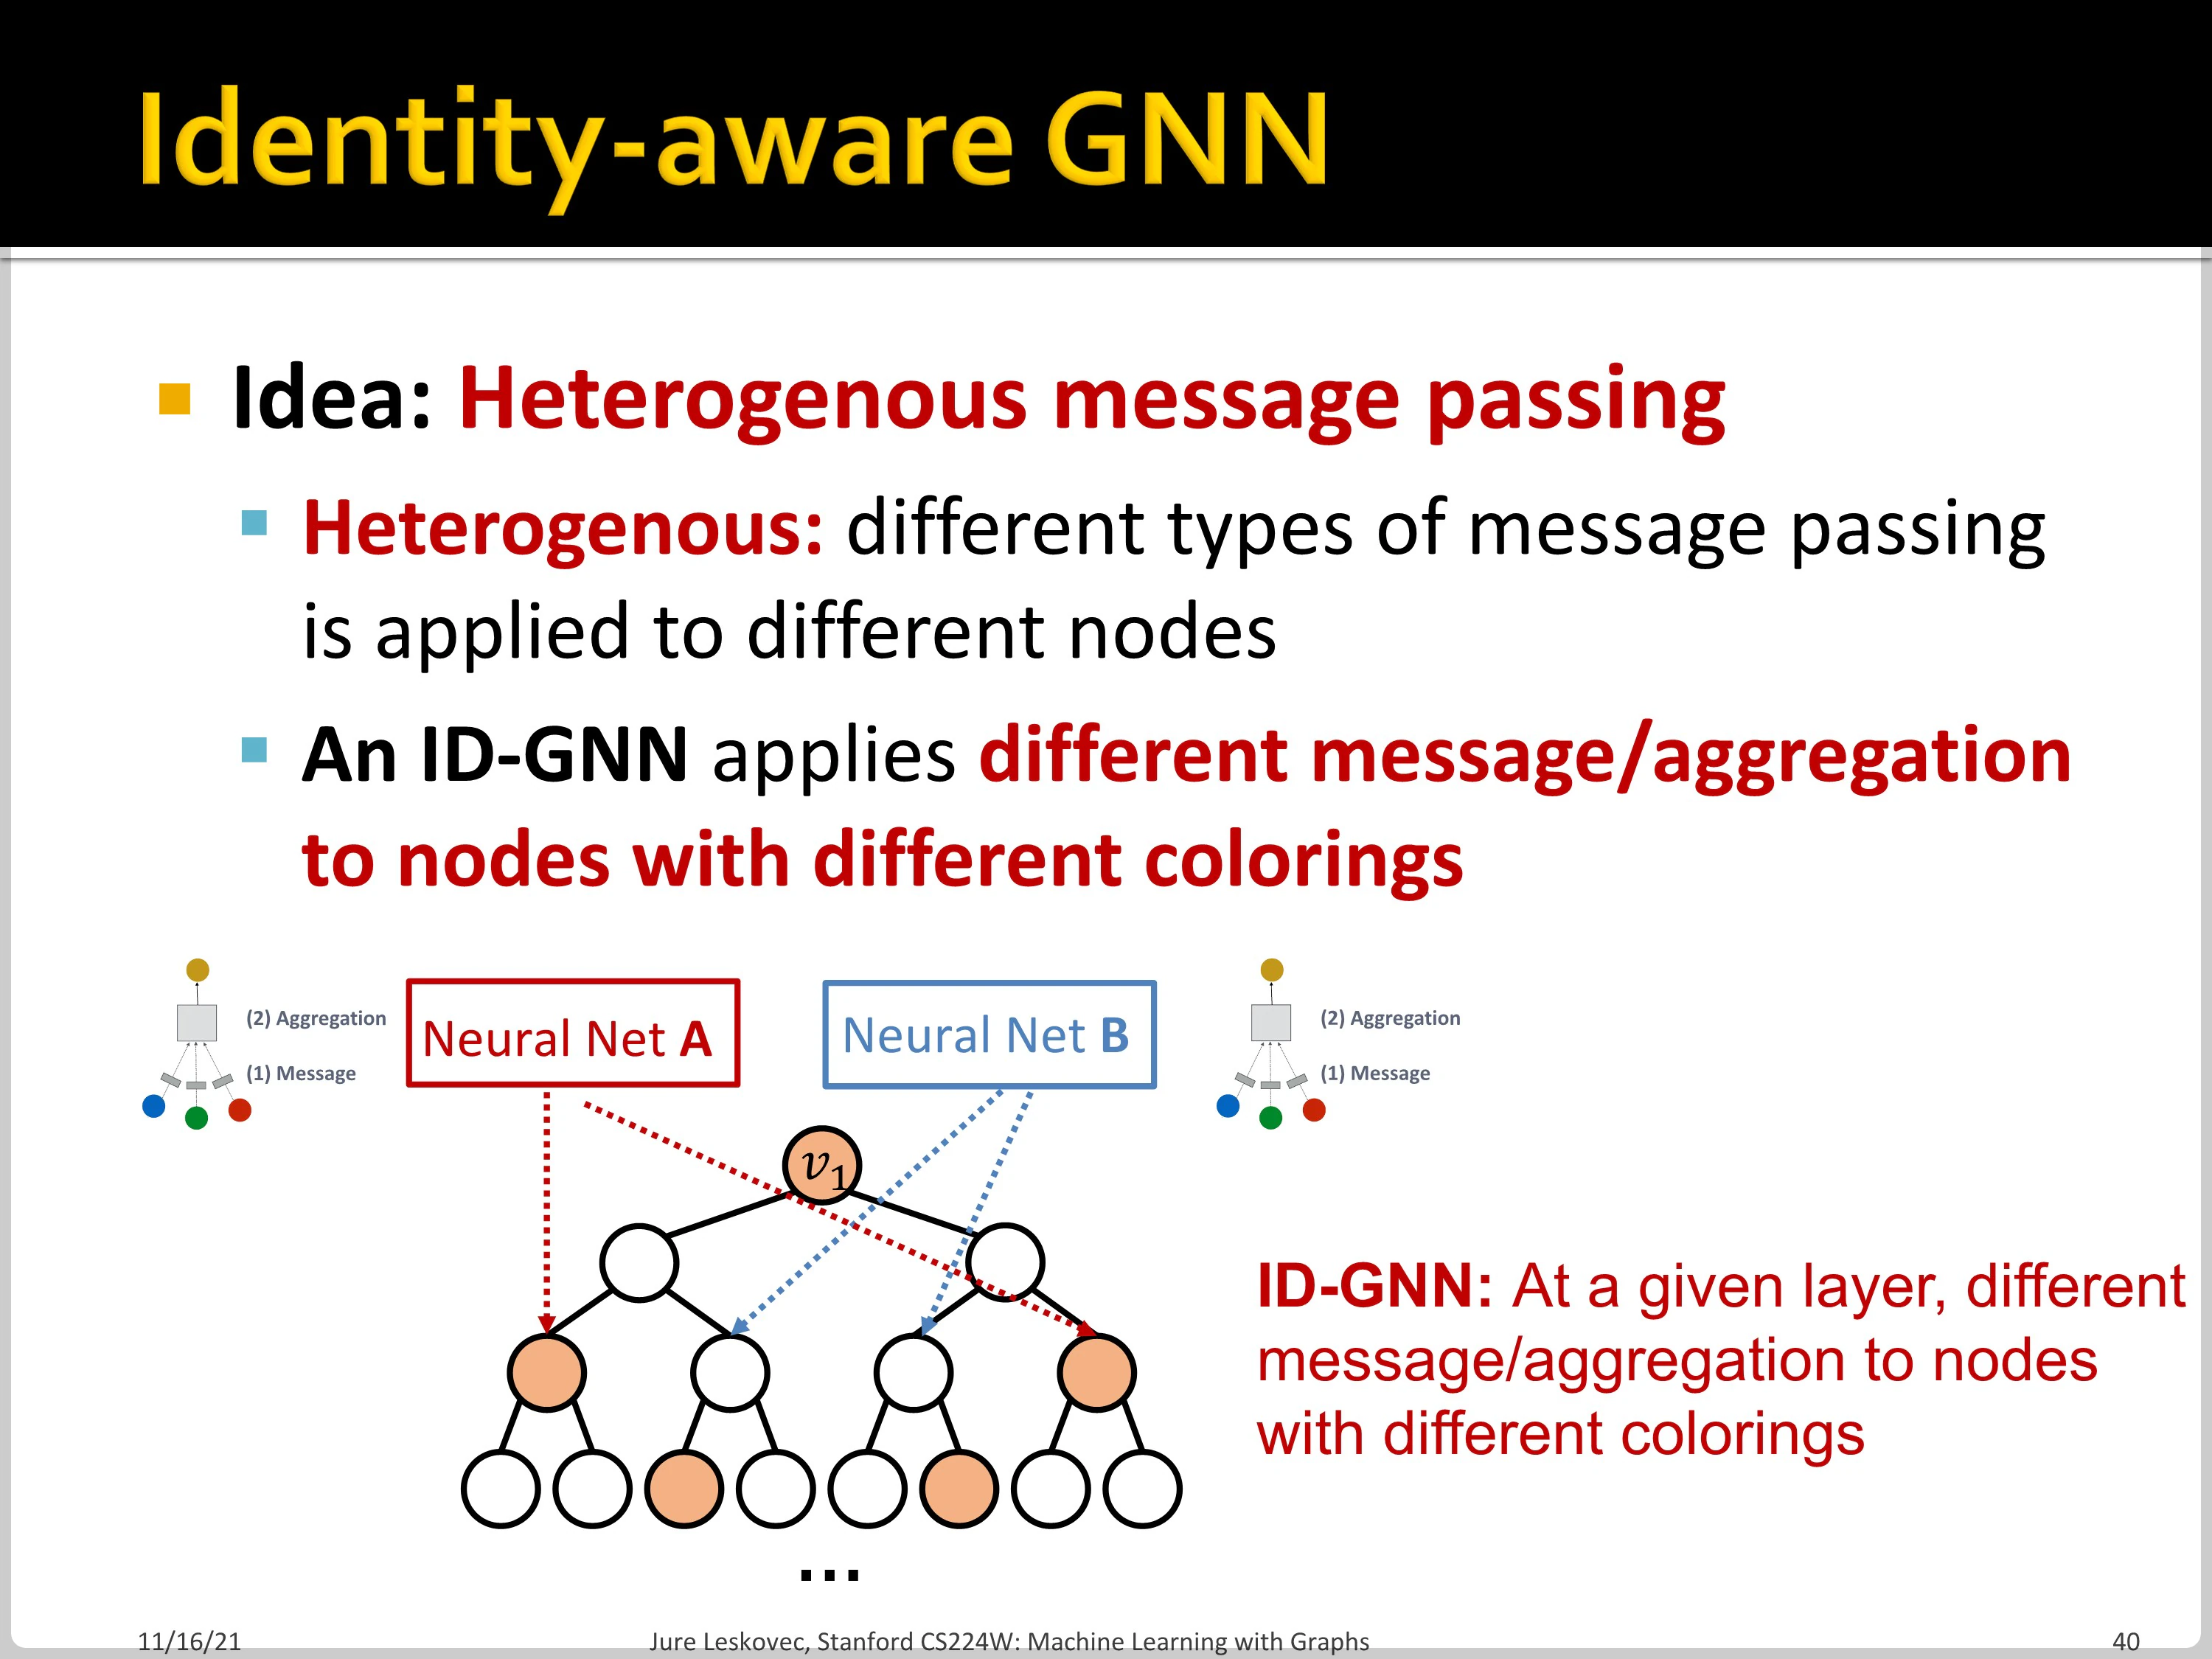 Identity-aware GNN
Idea: Heterogenous message passing
Heterogenous: different types of message passing
is applied to different nodes
An ID-GNN applies different message/aggregation
to nodes with different colorings
(2) Aggregation
(1) Message
Neural Net A
Neural Net B
(2) Aggregation
(1) Message
𝑣1
ID-GNN: At a given layer, different
message/aggregation to nodes
with different colorings
...
11/16/21
Jure Leskovec, Stanford CS224W: Machine Learning with Graphs
40